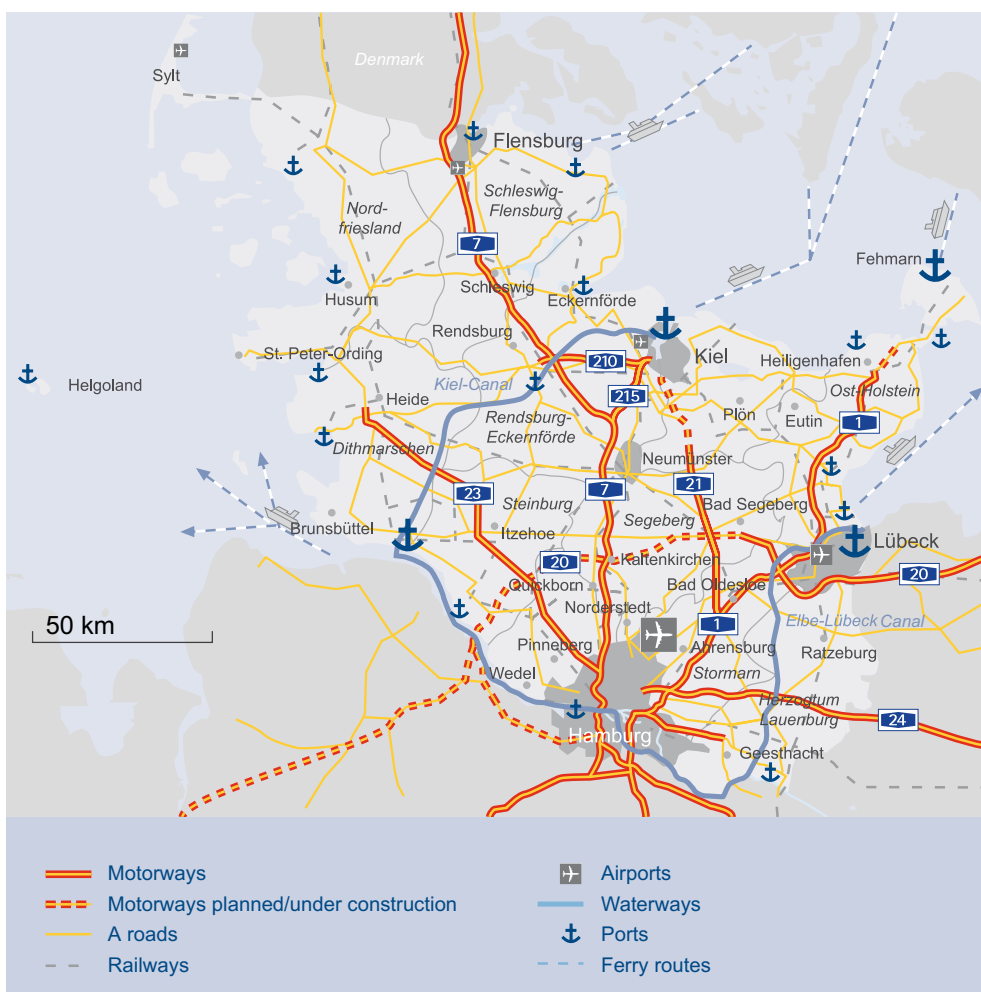 Denmark
Sylt
Flensburg
Schleswig-
Flensburg
Nord-
friesland
7
Fehmarn
Schleswig
Eckernförde
Husum
Rendsburg
Kiel
St. Peter-Ording
210
Heiligenhafen
Helgoland
Kiel-Canal
Ost-Holstein
215
Heide
Rendsburg-
Eckernförde
Plön
Eutin
1
Dithmarschen
Neumünster
23
7
21
Steinburg
Bad Segeberg
Brunsbüttel
Segeberg
Itzehoe
Lübeck
20
Kaltenkirchen
20
Quickborn
Bad Oldesloe
Norderstedt
50 km
1
Elbe-Lübeck Canal
Pinneberg
Ahrensburg
Ratzeburg
Wedel
Stormarn
Herzogtum
Lauenburg
24
Hamburg
Geesthacht
Motorways
Motorways planned/under construction
A roads
Railways
Airports
Waterways
Ports
Ferry routes